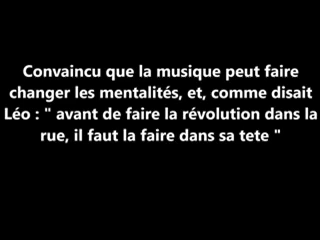 Convaincu que la musique peut faire
changer les mentalités, et, comme disait
Léo : " avant de faire la révolution dans la
rue, il faut la faire dans sa tete "